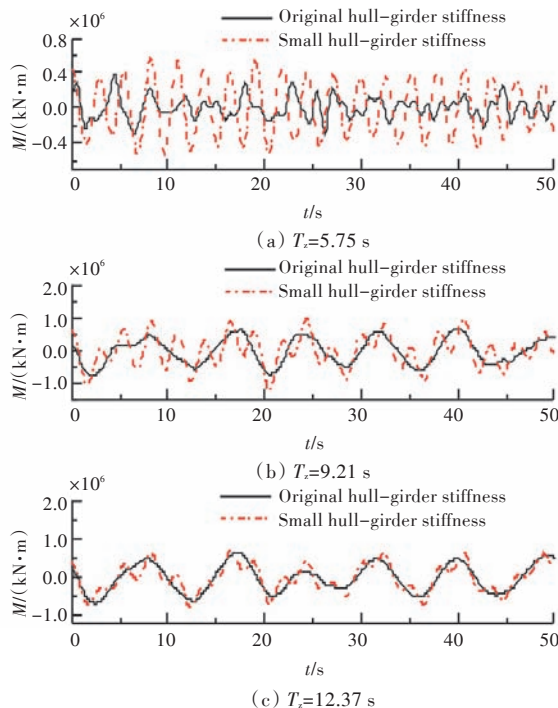 ×10⁶
Original hull-girder stiffness
Small hull-girder stiffness
M/(kN·m)
0.8
0.4
0.0
-0.4
0 10 20 30 40 50
t/s
(a) Tz=5.75 s
×10⁶
Original hull-girder stiffness
Small hull-girder stiffness
M/(kN·m)
2.0
1.0
0.0
-1.0
0 10 20 30 40 50
t/s
(b) Tz=9.21 s
×10⁶
Original hull-girder stiffness
Small hull-girder stiffness
M/(kN·m)
2.0
1.0
0.0
-1.0
0 10 20 30 40 50
t/s
(c) Tz=12.37 s